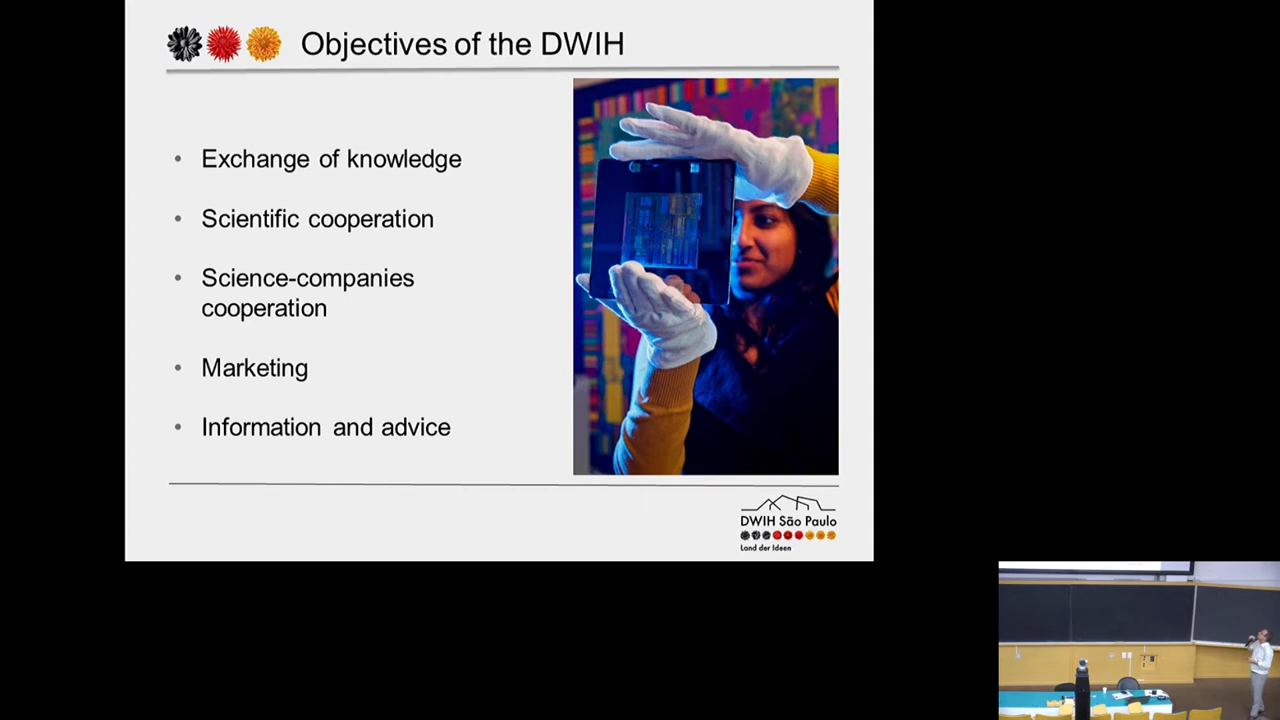 Objectives of the DWIH
Exchange of knowledge
Scientific cooperation
Science-companies
cooperation
Marketing
Information and advice
DWIH São Paulo
Land der Ideen